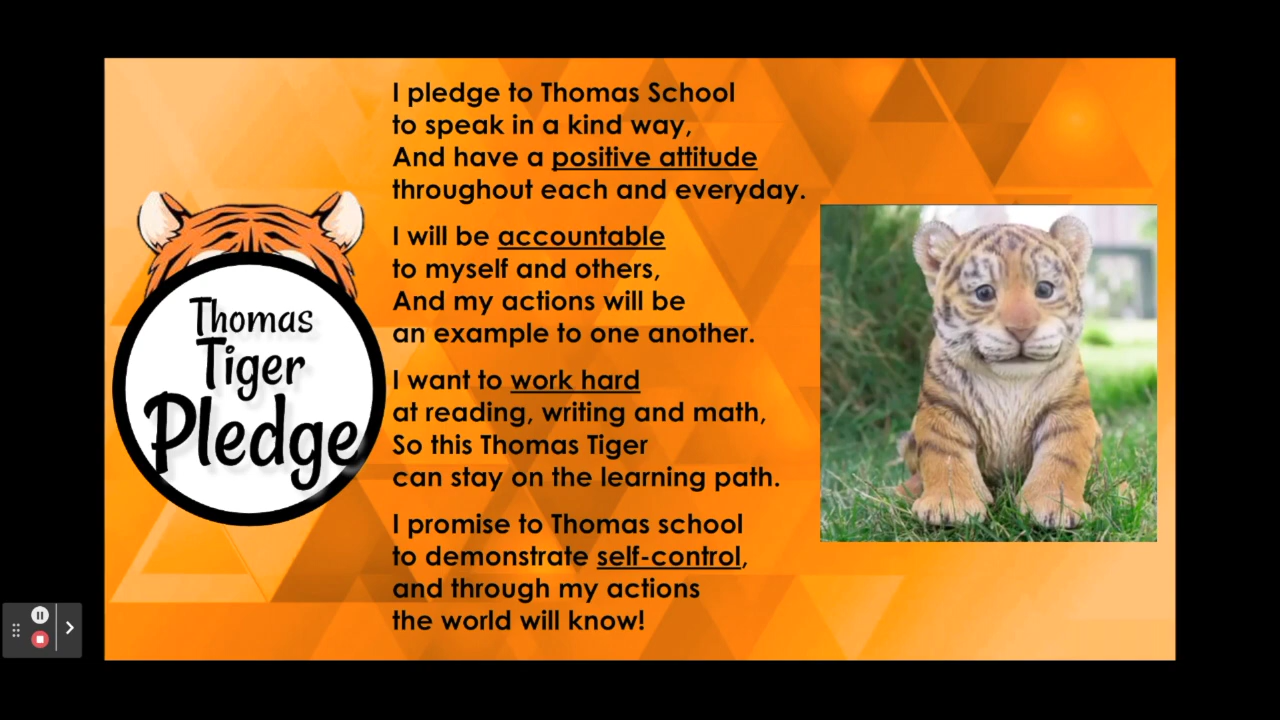 Thomas
Tiger
Pledge
I pledge to Thomas School
to speak in a kind way,
And have a positive attitude
throughout each and everyday.
I will be accountable
to myself and others,
And my actions will be
an example to one another.
I want to work hard
at reading, writing and math,
So this Thomas Tiger
can stay on the learning path.
I promise to Thomas school
to demonstrate self-control,
and through my actions
the world will know!